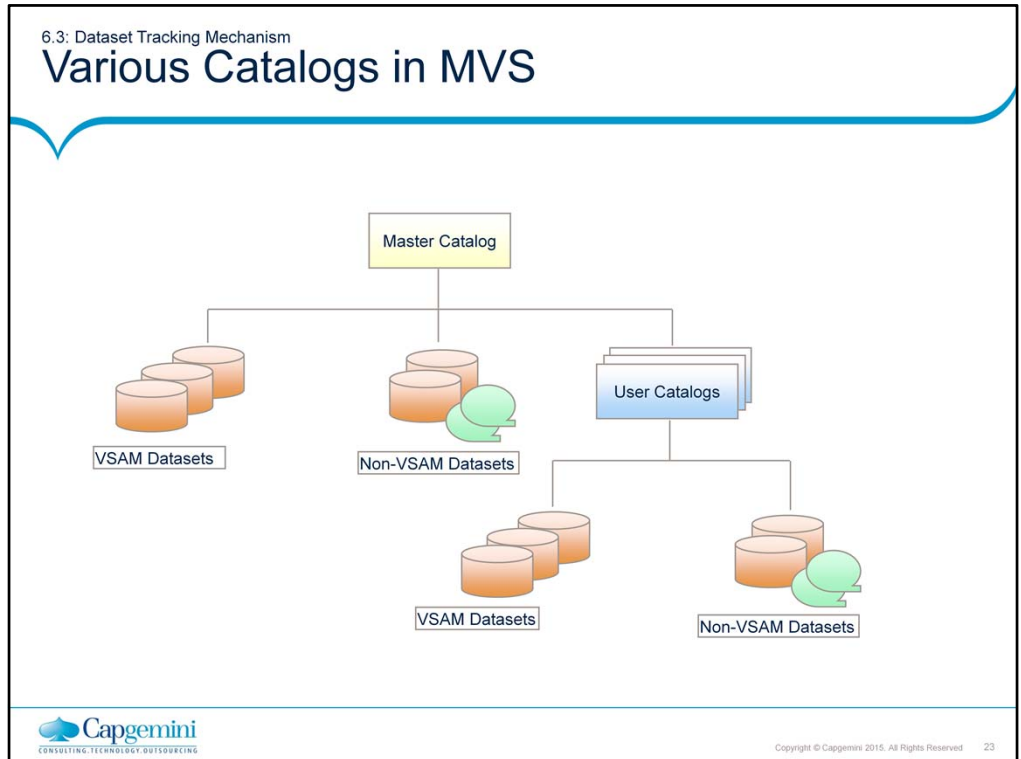 6.3: Dataset Tracking Mechanism
Various Catalogs in MVS
Master Catalog
User Catalogs
VSAM Datasets
Non-VSAM Datasets
VSAM Datasets
Non-VSAM Datasets
Capgemini
CONSULTING.TECHNOLOGY.OUTSOURCING
Copyright © Capgemini 2015. All Rights Reserved 23